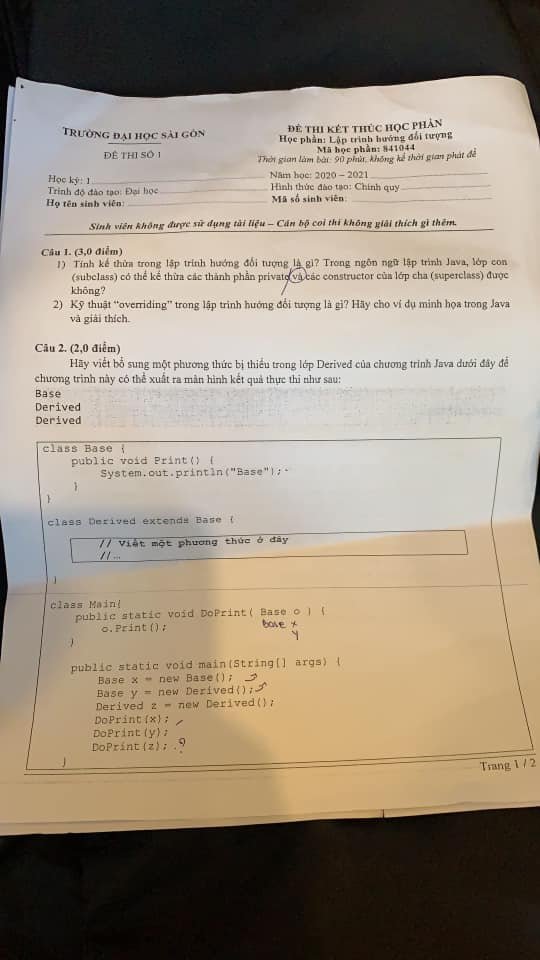 TRƯỜNG ĐẠI HỌC SÀI GÒN
ĐỀ THI SỐ 1
ĐỀ THI KẾT THÚC HỌC PHẦN
Học phần: Lập trình hướng đối tượng
Mã học phần: 841044
Thời gian làm bài: 90 phút, không kể thời gian phát đề
Học kỳ: 1
Năm học: 2020 – 2021
Trình độ đào tạo: Đại học
Hình thức đào tạo: Chính quy
Họ tên sinh viên:
Mã số sinh viên:
Sinh viên không được sử dụng tài liệu – Cán bộ coi thi không giải thích gì thêm.
Câu 1. (3,0 điểm)
1) Tính kế thừa trong lập trình hướng đối tượng là gì? Trong ngôn ngữ lập trình Java, lớp con
(subclass) có thể kế thừa các thành phần private và các constructor của lớp cha (superclass) được
không?
2) Kỹ thuật “overriding” trong lập trình hướng đối tượng là gì? Hãy cho ví dụ minh họa trong Java
và giải thích.
Câu 2. (2,0 điểm)
Hãy viết bổ sung một phương thức bị thiếu trong lớp Derived của chương trình Java dưới đây để
chương trình này có thể xuất ra màn hình kết quả thực thi như sau:
Base
Derived
Derived
class Base {
public void Print() {
System.out.println("Base");
}
}
class Derived extends Base {
// Viết một phương thức ở đây
//…
}
class Main{
public static void DoPrint( Base o ) {
o.Print();
base x
y
}
public static void main(String[] args) {
Base x = new Base();
Base y = new Derived();
Derived z = new Derived();
DoPrint(x);
DoPrint(y);
DoPrint(z); ?
}
Trang 1 / 2